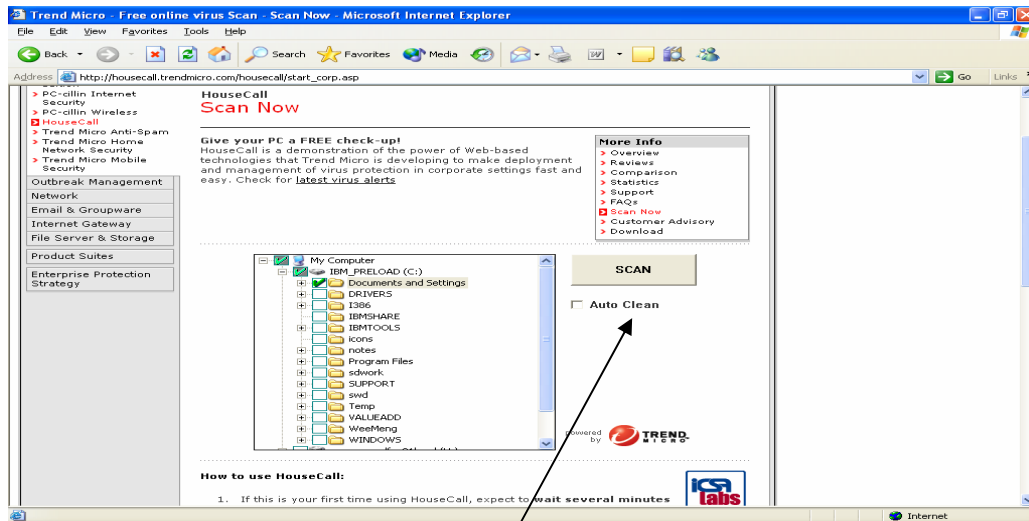 Trend Micro - Free online virus Scan - Scan Now - Microsoft Internet Explorer
File Edit View Favorites Tools Help
Back Search Favorites Media
Address http://housecall.trendmicro.com/housecall/start_corp.asp Go Links
> PC-cillin Internet Security
> PC-cillin Wireless
HouseCall
> Trend Micro Anti-Spam
> Trend Micro Home Network Security
> Trend Micro Mobile Security
Outbreak Management
Network
Email & Groupware
Internet Gateway
File Server & Storage
Product Suites
Enterprise Protection Strategy
HouseCall
Scan Now
Give your PC a FREE check-up!
HouseCall is a demonstration of the power of Web-based
technologies that Trend Micro is developing to make deployment
and management of virus protection in corporate settings fast and
easy. Check for latest virus alerts
More Info
> Overview
> Reviews
> Comparison
> Statistics
> Support
> FAQs
Scan Now
> Customer Advisory
> Download
My Computer
IBM_PRELOAD (C:)
Documents and Settings
DRIVERS
I386
IBMSHARE
IBMTOOLS
icons
notes
Program Files
sdwork
SUPPORT
swd
Temp
VALUEADD
WeeMeng
WINDOWS
SCAN
Auto Clean
powered by TREND MICRO
How to use HouseCall:
1. If this is your first time using HouseCall, expect to wait several minutes
ICSA labs
Internet